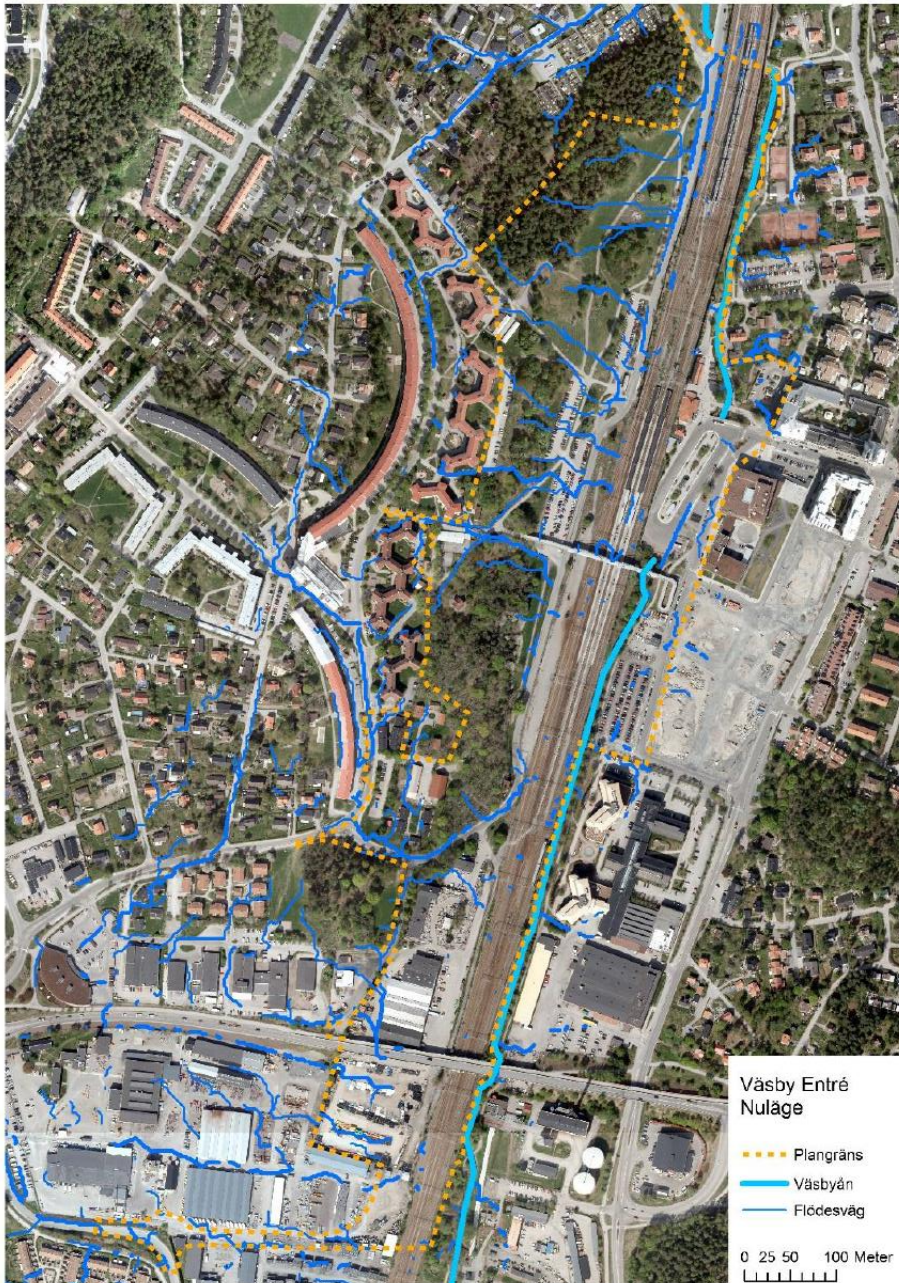 Väsby Entré
Nuläge
Plangräns
Väsbyån
Flödesväg
0 25 50 100 Meter